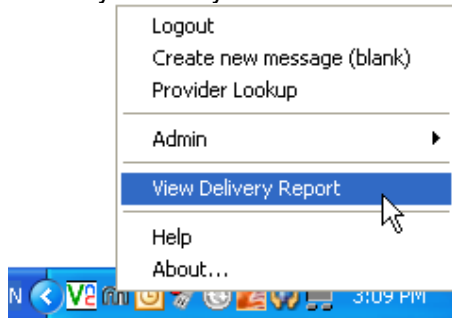 Logout
Create new message (blank)
Provider Lookup
Admin
View Delivery Report
Help
About...
N
3:09 PM